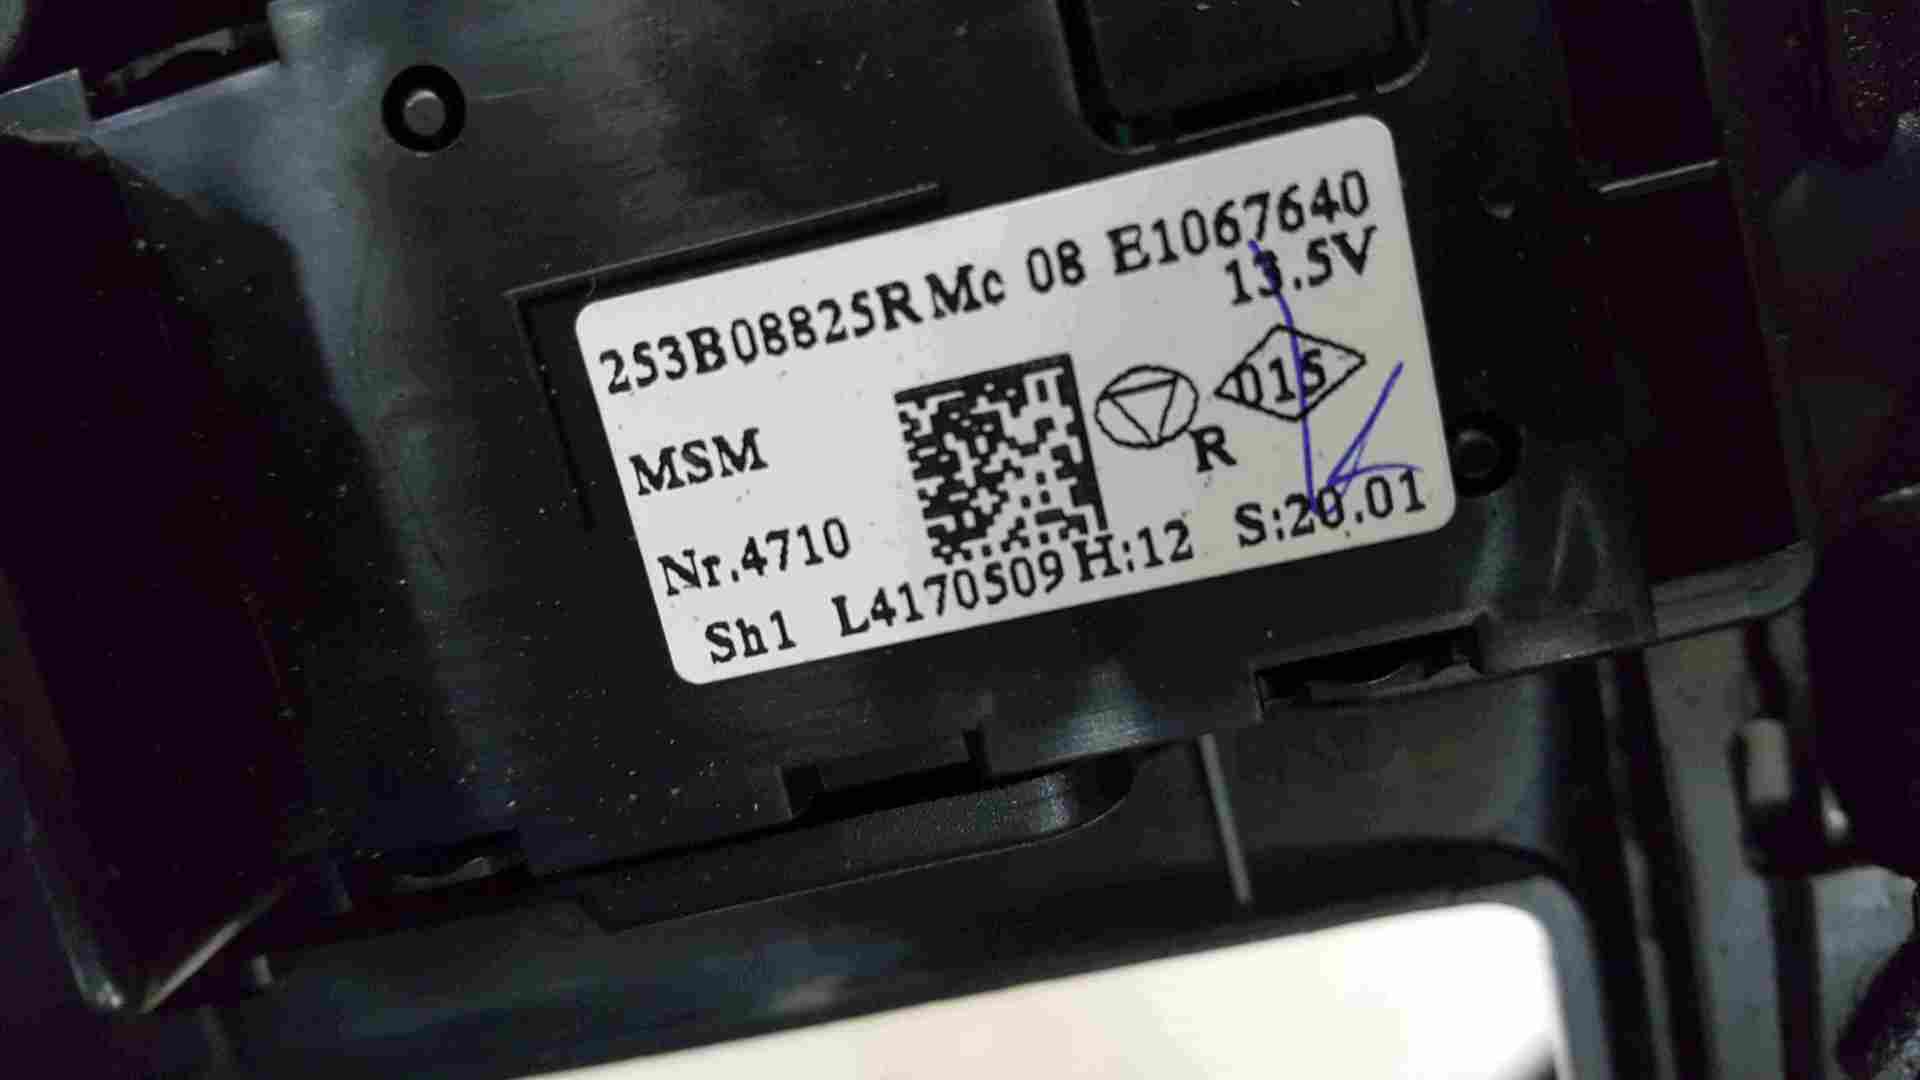 253B08825R Mc 08 E1067640
13.5V
015
MSM
R
Nr.4710
Sh1 L4170509 H:12 S:20.01